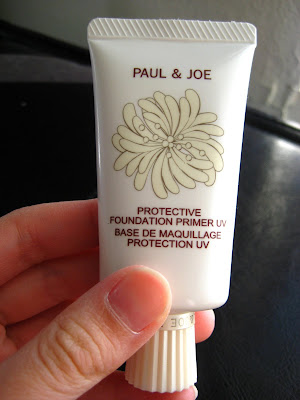 PAUL & JOE
PROTECTIVE
FOUNDATION PRIMER UV
BASE DE MAQUILLAGE
PROTECTION UV